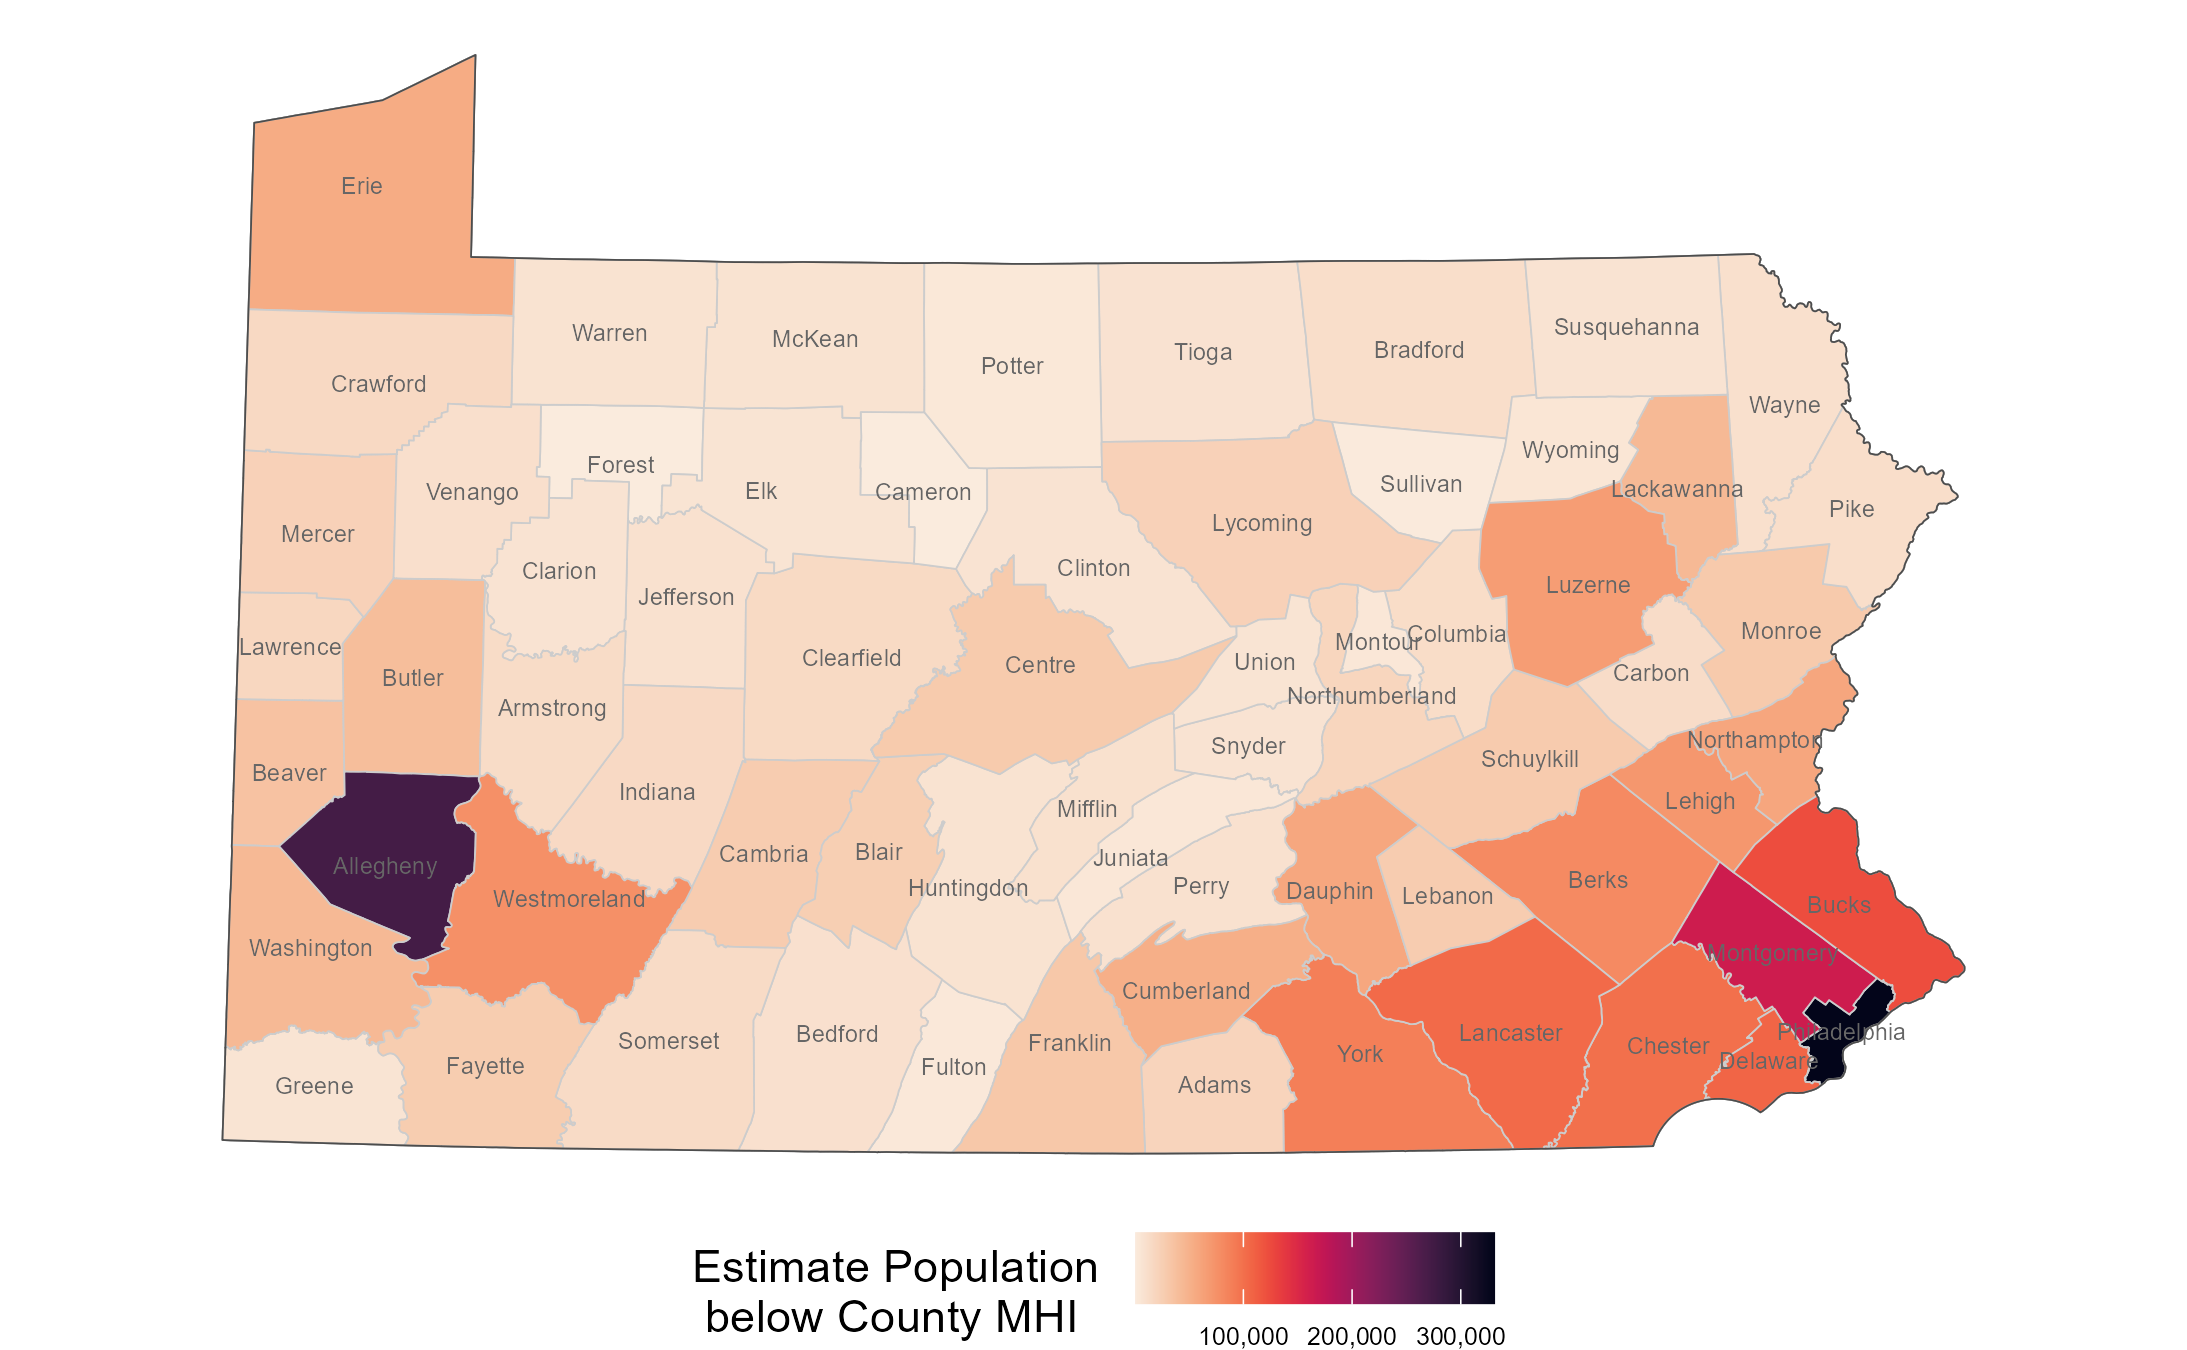 Erie
Warren
McKean
Potter
Tioga
Bradford
Susquehanna
Wayne
Crawford
Forest
Elk
Cameron
Sullivan
Wyoming
Lackawanna
Pike
Venango
Mercer
Clarion
Jefferson
Clinton
Lycoming
Luzerne
Monroe
Lawrence
Butler
Armstrong
Clearfield
Centre
Union
Montour
Columbia
Carbon
Northumberland
Beaver
Indiana
Snyder
Schuylkill
Northampton
Lehigh
Mifflin
Allegheny
Westmoreland
Cambria
Blair
Huntingdon
Juniata
Perry
Dauphin
Lebanon
Berks
Bucks
Washington
Montgomery
Cumberland
Greene
Fayette
Somerset
Bedford
Fulton
Franklin
Adams
York
Lancaster
Chester
Philadelphia
Delaware
Estimate Population
below County MHI
100,000 200,000 300,000